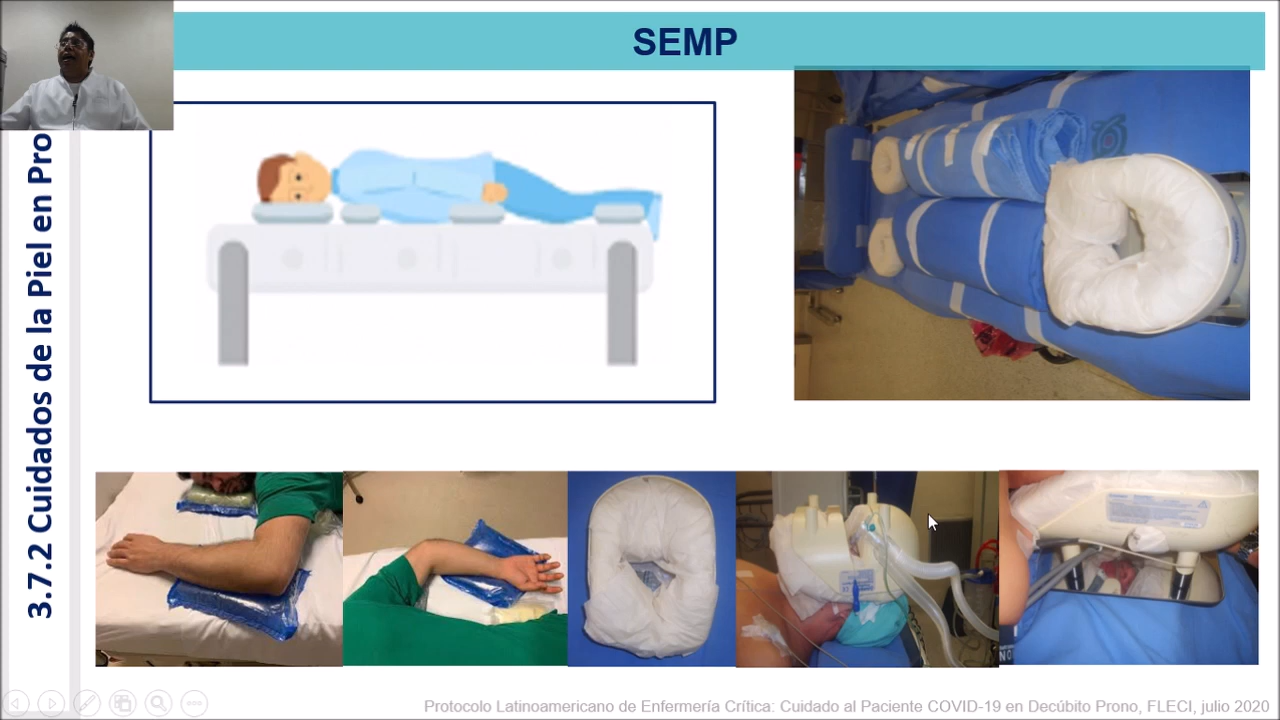 SEMP
3.7.2 Cuidados de la Piel en Pro
Protocolo Latinoamericano de Enfermería Crítica: Cuidado al Paciente COVID-19 en Decúbito Prono, FLECI, julio 2020